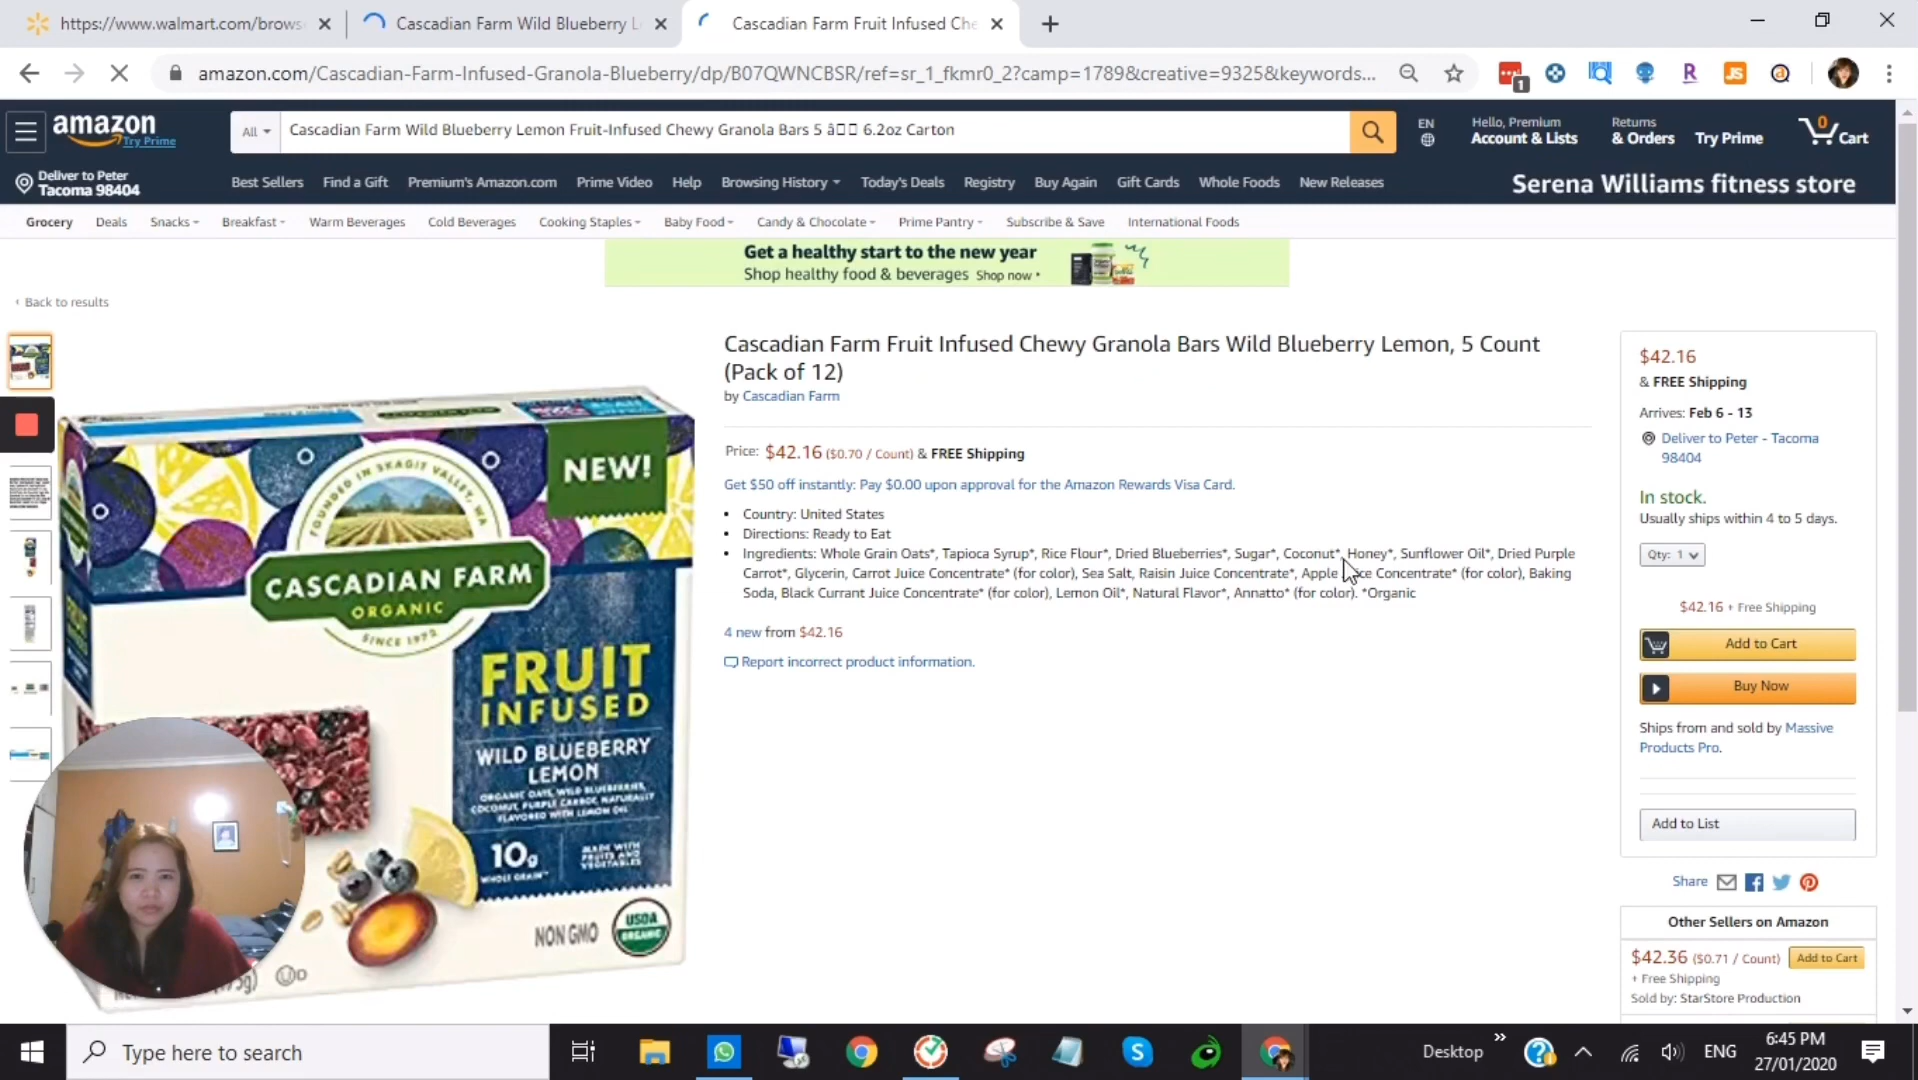 https://www.walmart.com/brows
Cascadian Farm Wild Blueberry L
Cascadian Farm Fruit Infused Che
amazon.com/Cascadian-Farm-Infused-Granola-Blueberry/dp/B07QWNCBSR/ref=sr_1_fkmr0_2?camp=1789&creative=9325&keywords...
1
amazon
Try Prime
All
Cascadian Farm Wild Blueberry Lemon Fruit-Infused Chewy Granola Bars 5 â 6.2oz Carton
EN
Hello, Premium
Account & Lists
Returns
& Orders
Try Prime
0
Cart
Deliver to Peter
Tacoma 98404
Best Sellers Find a Gift Premium's Amazon.com Prime Video Help Browsing History Today's Deals Registry Buy Again Gift Cards Whole Foods New Releases
Serena Williams fitness store
Grocery Deals Snacks Breakfast Warm Beverages Cold Beverages Cooking Staples Baby Food Candy & Chocolate Prime Pantry Subscribe & Save International Foods
Get a healthy start to the new year
Shop healthy food & beverages Shop now
‹ Back to results
Cascadian Farm Fruit Infused Chewy Granola Bars Wild Blueberry Lemon, 5 Count
(Pack of 12)
by Cascadian Farm
Price: $42.16 ($0.70 / Count) & FREE Shipping
Get $50 off instantly: Pay $0.00 upon approval for the Amazon Rewards Visa Card.
• Country: United States
• Directions: Ready to Eat
• Ingredients: Whole Grain Oats*, Tapioca Syrup*, Rice Flour*, Dried Blueberries*, Sugar*, Coconut*, Honey*, Sunflower Oil*, Dried Purple
Carrot*, Glycerin, Carrot Juice Concentrate* (for color), Sea Salt, Raisin Juice Concentrate*, Apple Concentrate* (for color), Baking
Soda, Black Currant Juice Concentrate* (for color), Lemon Oil*, Natural Flavor*, Annatto* (for color). *Organic
4 new from $42.16
Report incorrect product information.
$42.16
& FREE Shipping
Arrives: Feb 6 - 13
Deliver to Peter - Tacoma
98404
In stock.
Usually ships within 4 to 5 days.
Qty: 1
$42.16 + Free Shipping
Add to Cart
Buy Now
Ships from and sold by Massive
Products Pro.
Add to List
Share
Other Sellers on Amazon
$42.36 ($0.71 / Count)
Add to Cart
+ Free Shipping
Sold by: StarStore Production
NEW!
FOUNDED IN SKAGIT VALLEY, WA
CASCADIAN FARM
ORGANIC
SINCE 1972
FRUIT
INFUSED
WILD BLUEBERRY
LEMON
ORGANIC OATS, WILD BLUEBERRIES,
COCONUT, PURPLE CARROT, NATURALLY
FLAVORED WITH LEMON OIL
10g
WHOLE GRAIN
MADE WITH
FRUITS AND
VEGETABLES
NON GMO
USDA
ORGANIC
Type here to search
Desktop
ENG
6:45 PM
27/01/2020